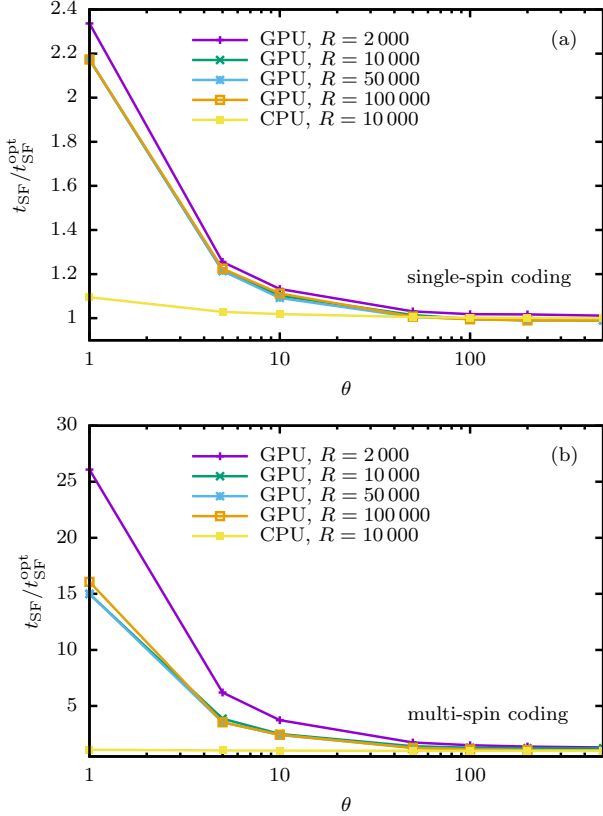 2.4
2.2
2
1.8
1.6
1.4
1.2
1
t_SF/t_SF^opt
GPU, R = 2 000
GPU, R = 10 000
GPU, R = 50 000
GPU, R = 100 000
CPU, R = 10 000
(a)
single-spin coding
1 10 100
θ
30
25
20
15
10
5
t_SF/t_SF^opt
GPU, R = 2 000
GPU, R = 10 000
GPU, R = 50 000
GPU, R = 100 000
CPU, R = 10 000
(b)
multi-spin coding
1 10 100
θ